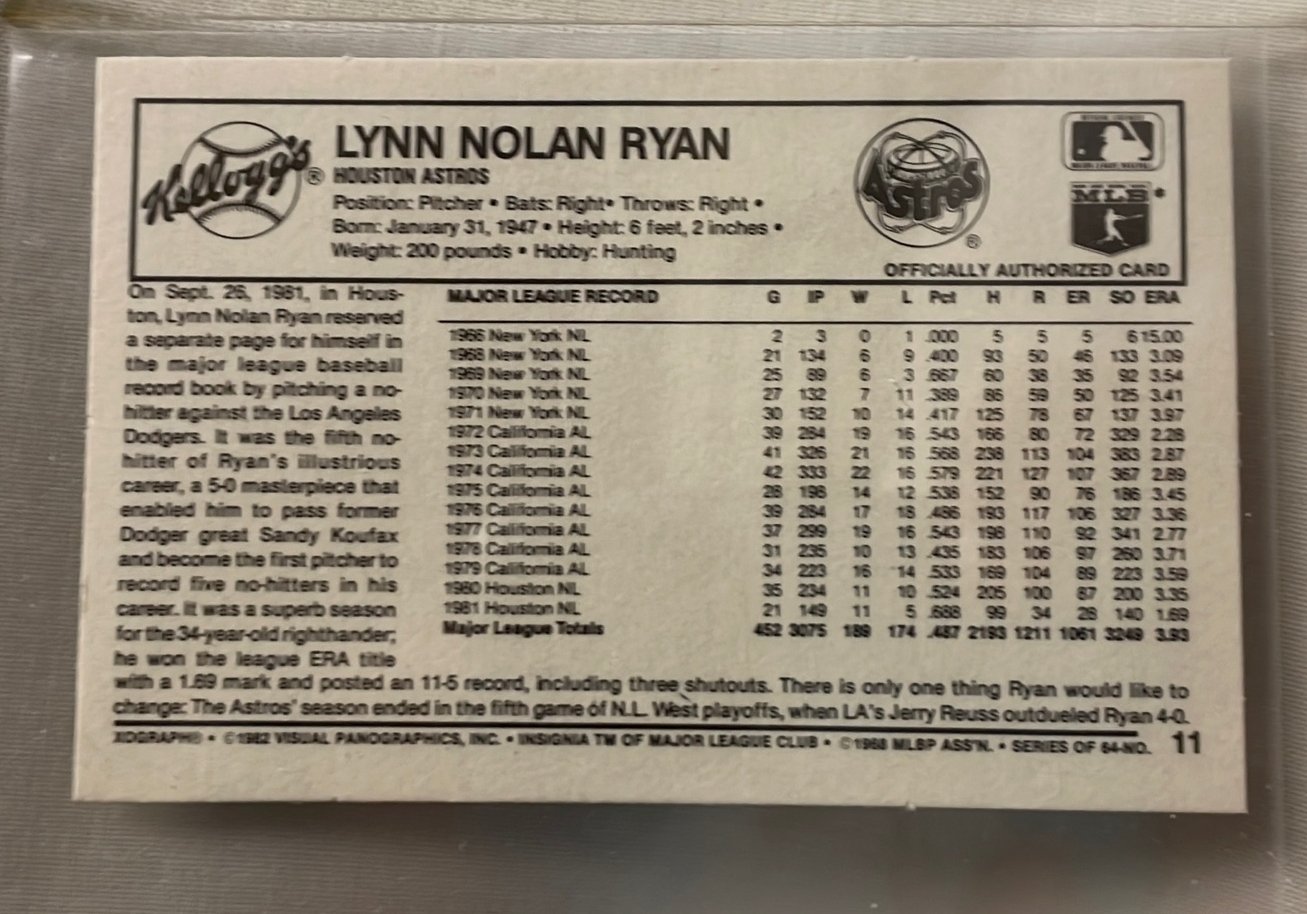 Kellogg's ®
LYNN NOLAN RYAN
HOUSTON ASTROS
Position: Pitcher • Bats: Right• Throws: Right •
Born: January 31, 1947 • Height: 6 feet, 2 inches •
Weight: 200 pounds • Hobby: Hunting
Astros ®
MLB
OFFICIALLY AUTHORIZED CARD
On Sept. 26, 1981, in Hous-
ton, Lynn Nolan Ryan reserved
a separate page for himself in
the major league baseball
record book by pitching a no-
hitter against the Los Angeles
Dodgers. It was the fifth no-
hitter of Ryan's illustrious
career, a 5-0 masterpiece that
enabled him to pass former
Dodger great Sandy Koufax
and become the first pitcher to
record five no-hitters in his
career. It was a superb season
for the 34-year-old righthander;
he won the league ERA title
with a 1.69 mark and posted an 11-5 record, including three shutouts. There is only one thing Ryan would like to
change: The Astros' season ended in the fifth game of N.L. West playoffs, when LA's Jerry Reuss outdueled Ryan 4-0.
MAJOR LEAGUE RECORD G IP W L Pct H R ER SO ERA
1966 New York NL 2 3 0 1 .000 5 5 5 6 15.00
1968 New York NL 21 134 6 9 .400 93 50 46 133 3.09
1969 New York NL 25 89 6 3 .667 60 38 35 92 3.54
1970 New York NL 27 132 7 11 .389 86 59 50 125 3.41
1971 New York NL 30 152 10 14 .417 125 78 67 137 3.97
1972 California AL 39 284 19 16 .543 166 80 72 329 2.28
1973 California AL 41 326 21 16 .568 238 113 104 383 2.87
1974 California AL 42 333 22 16 .579 221 127 107 367 2.89
1975 California AL 28 198 14 12 .538 152 90 76 186 3.45
1976 California AL 39 284 17 18 .486 193 117 106 327 3.36
1977 California AL 37 299 19 16 .543 198 110 92 341 2.77
1978 California AL 31 235 10 13 .435 183 106 97 260 3.71
1979 California AL 34 223 16 14 .533 169 104 89 223 3.59
1980 Houston NL 35 234 11 10 .524 205 100 87 200 3.35
1981 Houston NL 21 149 11 5 .688 99 34 28 140 1.69
Major League Totals 452 3075 189 174 .487 2193 1211 1061 3249 3.93
XOGRAPH® • ©1982 VISUAL PANOGRAPHICS, INC. • INSIGNIA TM OF MAJOR LEAGUE CLUB • ©1968 MLBP ASS'N. • SERIES OF 64-NO. 11